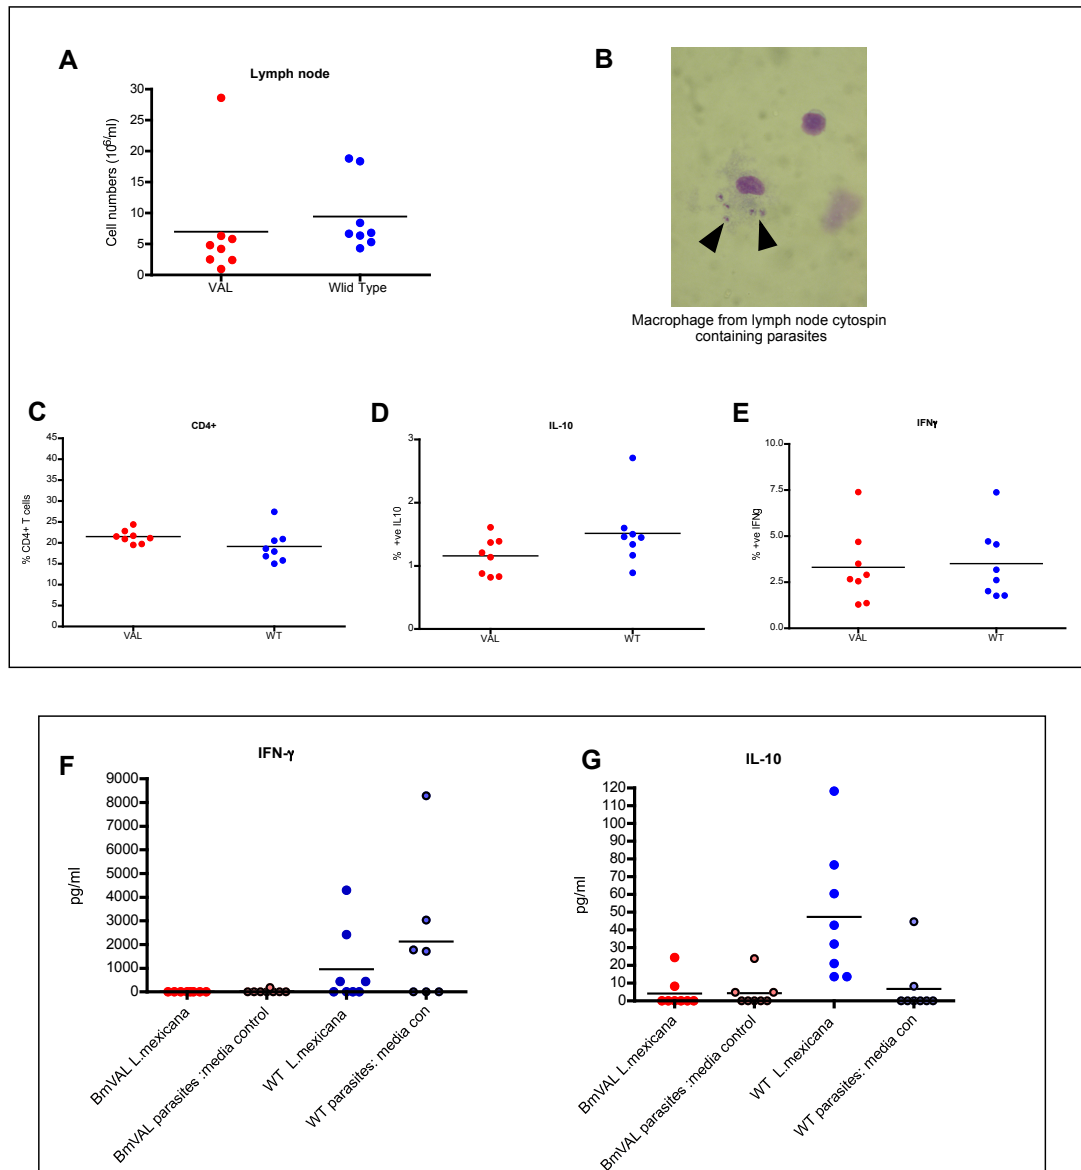 A
Lymph node
Cell numbers (10⁶/ml)
30
25
20
15
10
5
0
VAL
Wlid Type
B
Macrophage from lymph node cytospin
containing parasites
C
CD4+
% CD4+ T cells
45
40
35
30
25
20
15
10
5
0
VAL
WT
D
IL-10
% +ve IL10
3
2
1
0
VAL
WT
E
IFNγ
% +ve IFNg
10.0
7.5
5.0
2.5
0.0
VAL
WT
F
IFN-γ
pg/ml
9000
8000
7000
6000
5000
4000
3000
2000
1000
0
BmVAL L.mexicana
BmVAL parasites :media control
WT L.mexicana
WT parasites: media con
G
IL-10
pg/ml
120
110
100
90
80
70
60
50
40
30
20
10
0
BmVAL L.mexicana
BmVAL parasites :media control
WT L.mexicana
WT parasites: media con